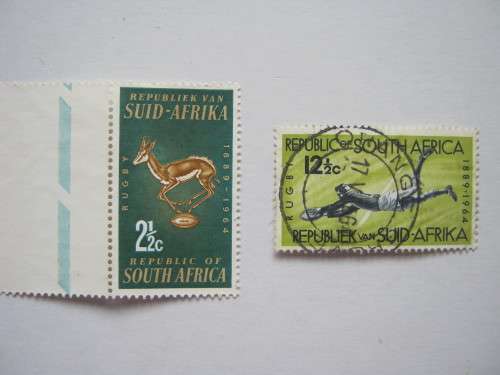 REPUBLIEK VAN
SUID-AFRIKA
RUGBY
1889-1964
2½c
REPUBLIC OF
SOUTH AFRICA
REPUBLIC OF SOUTH AFRICA
RUGBY
12½c
1889-1964
REPUBLIEK VAN SUID-AFRIKA
17